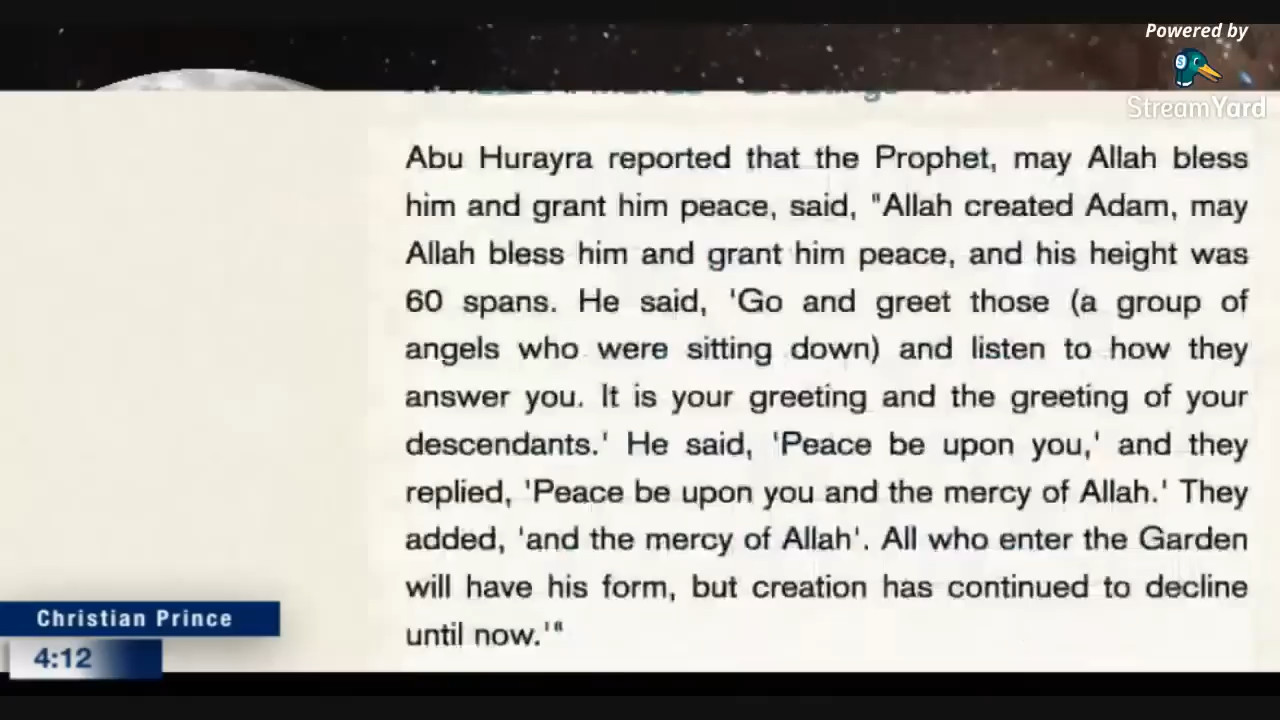 Powered by
StreamYard
Abu Hurayra reported that the Prophet, may Allah bless
him and grant him peace, said, "Allah created Adam, may
Allah bless him and grant him peace, and his height was
60 spans. He said, 'Go and greet those (a group of
angels who were sitting down) and listen to how they
answer you. It is your greeting and the greeting of your
descendants.' He said, 'Peace be upon you,' and they
replied, 'Peace be upon you and the mercy of Allah.' They
added, 'and the mercy of Allah'. All who enter the Garden
will have his form, but creation has continued to decline
until now.'"
Christian Prince
4:12